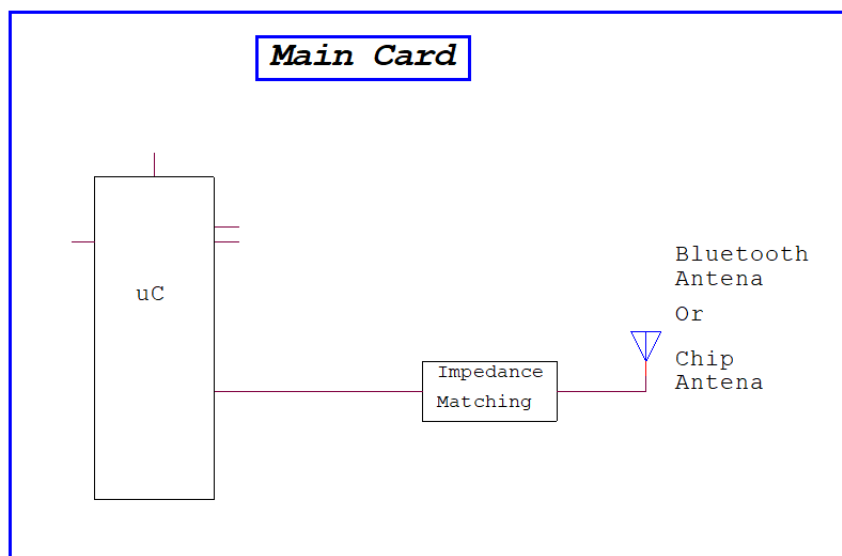 Main Card
uC
Bluetooth
Antena
Or
Chip
Antena
Impedance
Matching